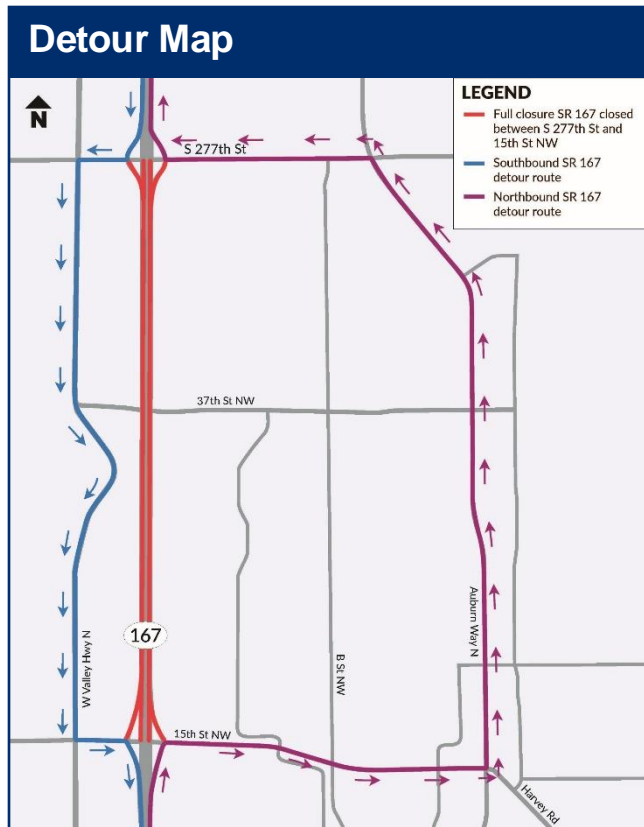 Detour Map
N
LEGEND
Full closure SR 167 closed
between S 277th St and
15th St NW
Southbound SR 167
detour route
Northbound SR 167
detour route
S 277th St
37th St NW
167
W Valley Hwy N
B St NW
Auburn Way N
15th St NW
Harvey Rd